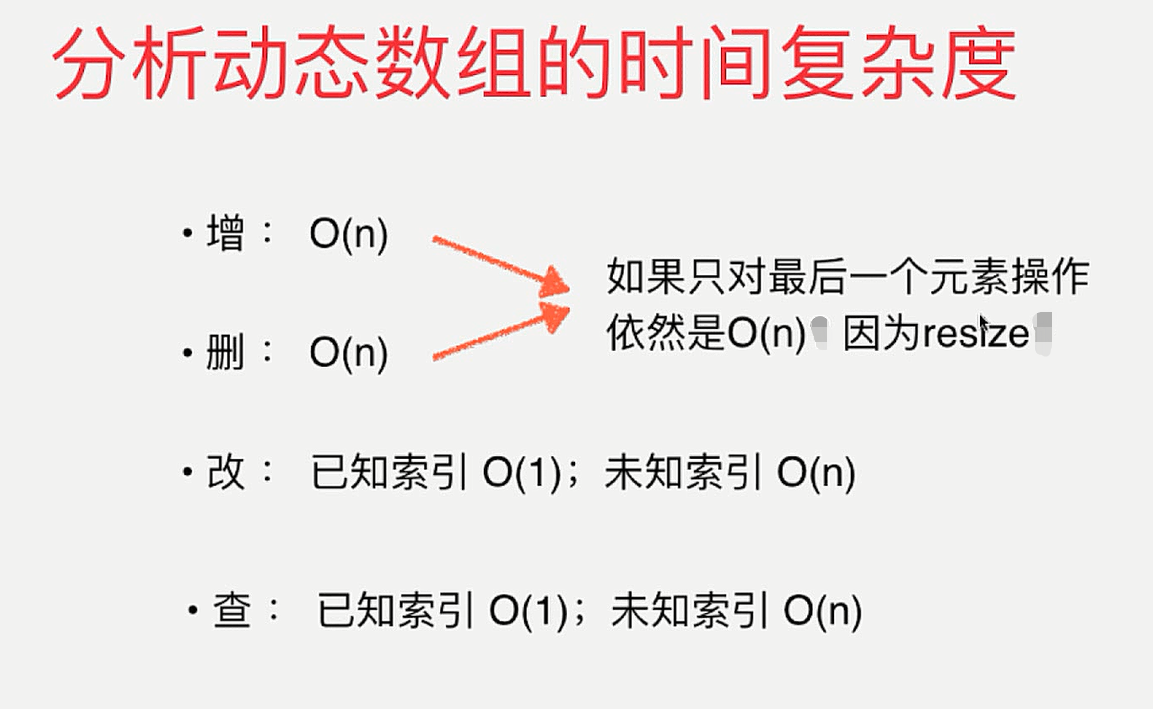 分析动态数组的时间复杂度
• 增： O(n)
如果只对最后一个元素操作
依然是O(n) 因为resize
• 删： O(n)
• 改： 已知索引 O(1)；未知索引 O(n)
• 查： 已知索引 O(1)；未知索引 O(n)